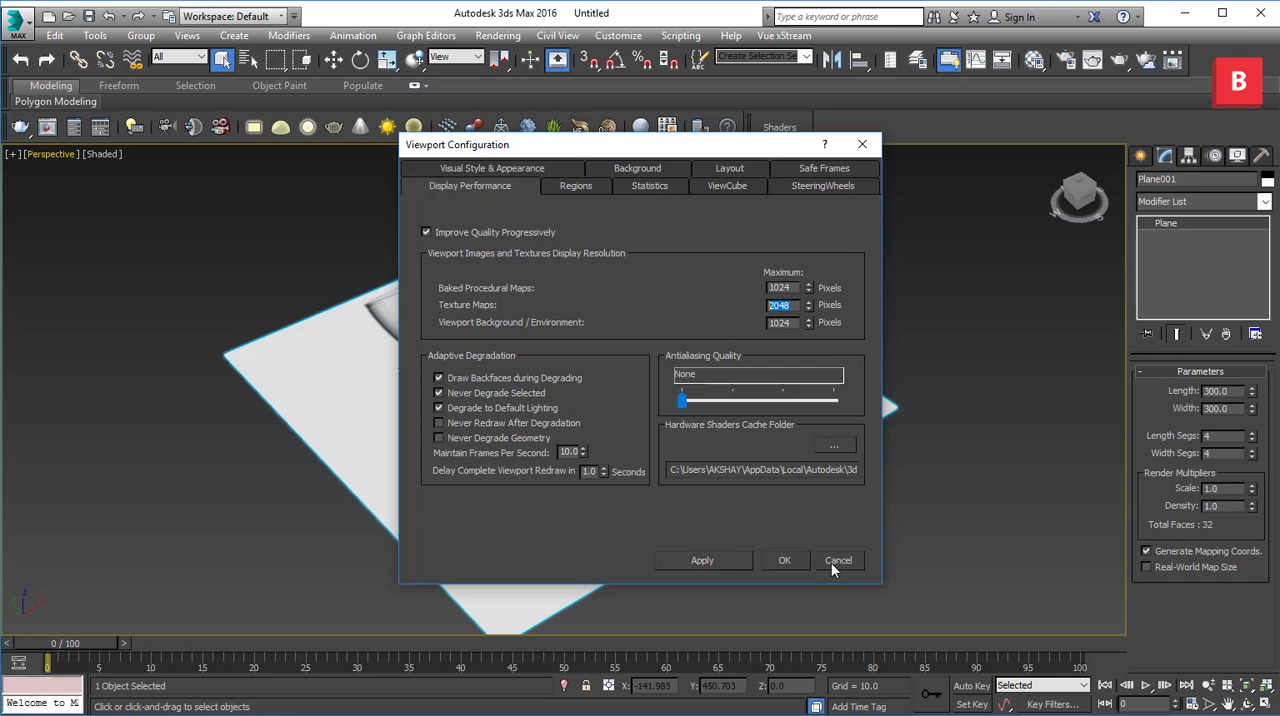 Workspace: Default
Autodesk 3ds Max 2016 Untitled
Type a keyword or phrase
Sign In
MAX
Edit Tools Group Views Create Modifiers Animation Graph Editors Rendering Civil View Customize Scripting Help Vue xStream
All
View
Create Selection Se
B
Modeling Freeform Selection Object Paint Populate
Polygon Modeling
Shaders
[+] [Perspective] [Shaded]
Viewport Configuration
Visual Style & Appearance Background Layout Safe Frames
Display Performance Regions Statistics ViewCube SteeringWheels
Improve Quality Progressively
Viewport Images and Textures Display Resolution
Maximum:
Baked Procedural Maps: 1024 Pixels
Texture Maps: 2048 Pixels
Viewport Background / Environment: 1024 Pixels
Adaptive Degradation
Draw Backfaces during Degrading
Never Degrade Selected
Degrade to Default Lighting
Never Redraw After Degradation
Never Degrade Geometry
Maintain Frames Per Second: 10.0
Delay Complete Viewport Redraw in 1.0 Seconds
Antialiasing Quality
None
Hardware Shaders Cache Folder
...
C:\Users\AKSHAY\AppData\Local\Autodesk\3d
Apply OK Cancel
Plane001
Modifier List
Plane
- Parameters
Length: 300.0
Width: 300.0
Length Segs: 4
Width Segs: 4
Render Multipliers
Scale: 1.0
Density: 1.0
Total Faces : 32
Generate Mapping Coords.
Real-World Map Size
z
< 0 / 100 >
0 5 10 15 20 25 30 35 40 45 50 55 60 65 70 75 80 85 90 95 100
1 Object Selected
X: -141.985 Y: 450.703 Z: 0.0
Grid = 10.0
Auto Key Selected
Welcome to M
Click or click-and-drag to select objects
Add Time Tag
Set Key Key Filters...
0